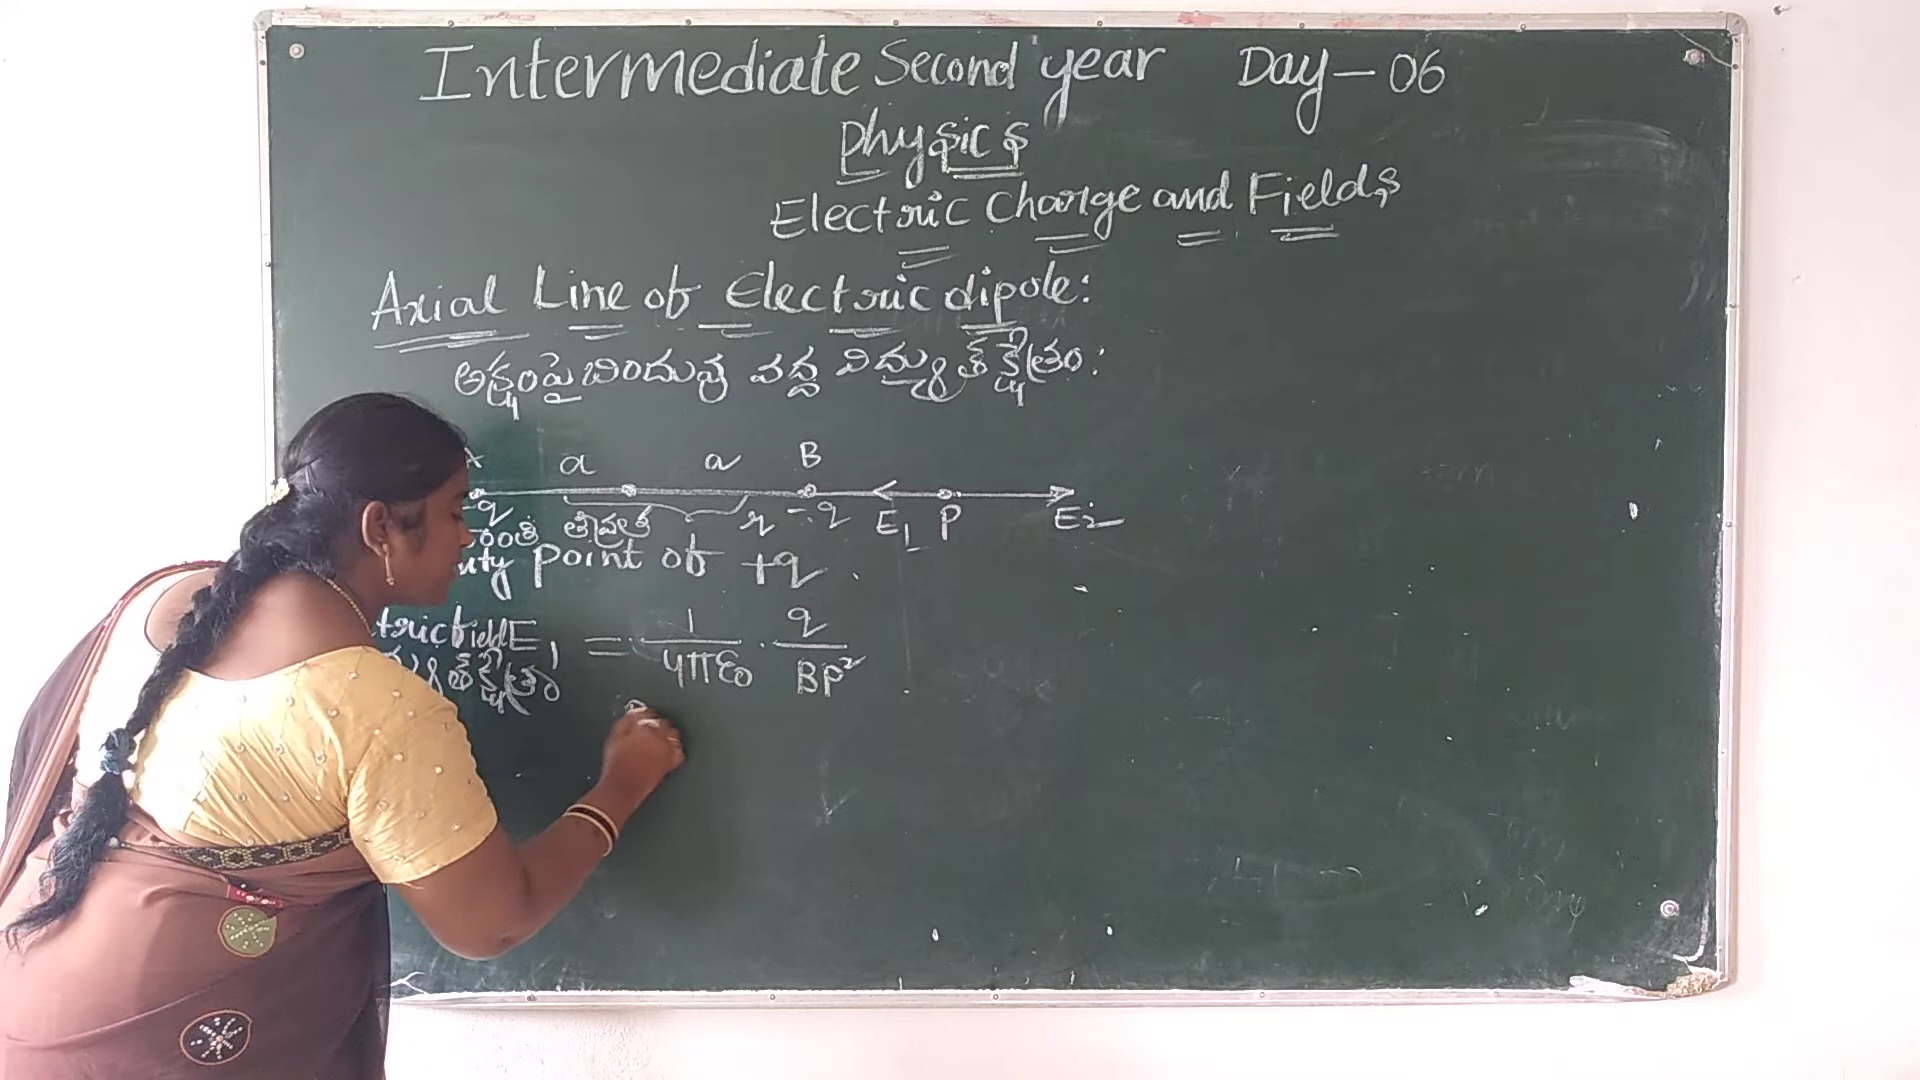 Intermediate Second year Day - 06
Physics
Electric Charge and Fields
Axial Line of Electric dipole:
అక్షంపై బిందువు వద్ద విద్యుత్ క్షేత్రం:
a a B
-q తీవ్రత r -q E1 P E2
point of +q
E1 = 1/4πε0 . q/BP²